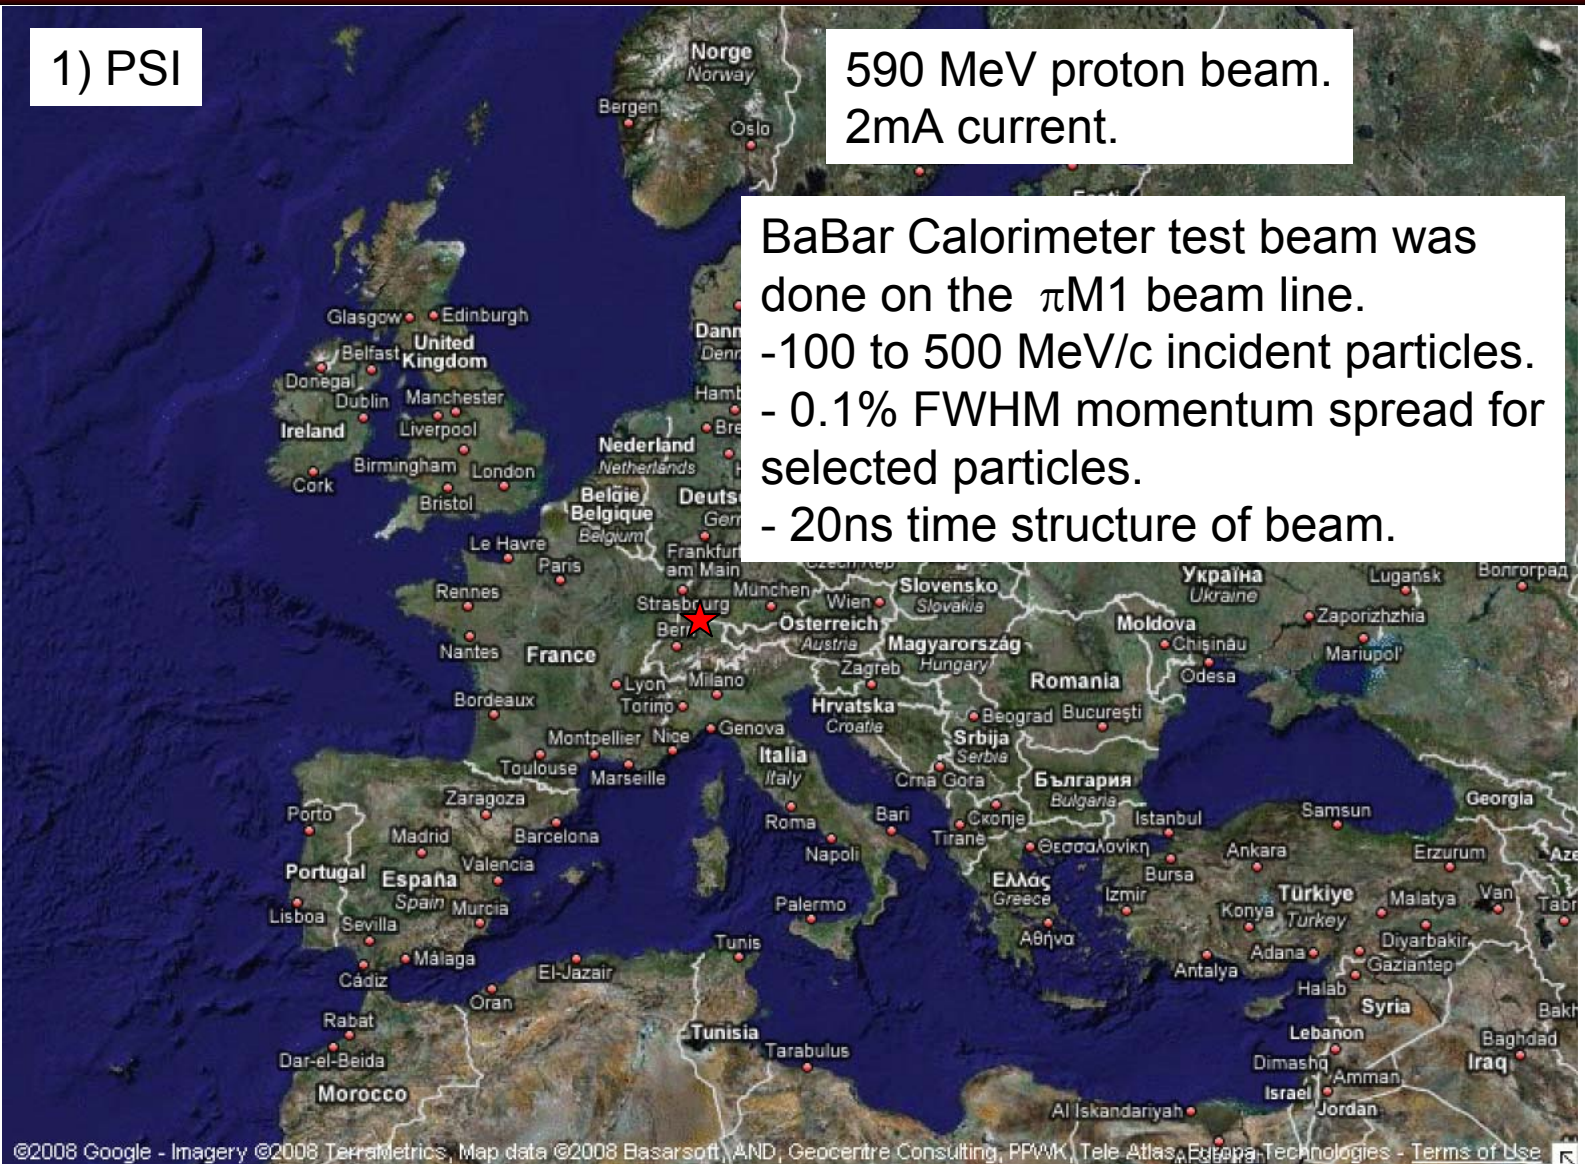 1) PSI
590 MeV proton beam.
2mA current.
BaBar Calorimeter test beam was
done on the πM1 beam line.
-100 to 500 MeV/c incident particles.
- 0.1% FWHM momentum spread for
selected particles.
- 20ns time structure of beam.
Norge
Norway
Bergen
Oslo
Glasgow
Edinburgh
United
Kingdom
Belfast
Donegal
Dublin
Manchester
Ireland
Liverpool
Birmingham
London
Cork
Bristol
Nederland
Netherlands
België
Belgique
Belgium
Le Havre
Paris
Frankfurt
am Main
Rennes
Strasbourg
München
Wien
Slovensko
Slovakia
Österreich
Austria
Magyarország
Hungary
Україна
Ukraine
Lugansk
Волгоград
Zaporizhzhia
Moldova
Chişinău
Mariupol'
Odesa
Nantes
France
Lyon
Milano
Torino
Zagreb
Hrvatska
Croatia
Romania
Bordeaux
Genova
Beograd
Bucureşti
Montpellier
Nice
Srbija
Serbia
Toulouse
Marseille
Italia
Italy
Crna Gora
България
Bulgaria
Georgia
Zaragoza
Porto
Madrid
Barcelona
Roma
Bari
Скопје
Istanbul
Samsun
Tiranë
Θεσσαλονίκη
Ankara
Erzurum
Valencia
Napoli
Bursa
Portugal
España
Spain
Murcia
Ελλάς
Greece
Izmir
Türkiye
Turkey
Malatya
Van
Lisboa
Sevilla
Palermo
Konya
Αθήνα
Diyarbakir
Málaga
Tunis
Adana
Gaziantep
Cádiz
El-Jazair
Antalya
Oran
Halab
Syria
Rabat
Tunisia
Lebanon
Baghdad
Dar-el-Beida
Tarabulus
Dimashq
Iraq
Amman
Morocco
Israel
Al Iskandariyah
Jordan
©2008 Google - Imagery ©2008 TerraMetrics, Map data ©2008 Basarsoft, AND, Geocentre Consulting, PPWK, Tele Atlas, Europa Technologies - Terms of Use